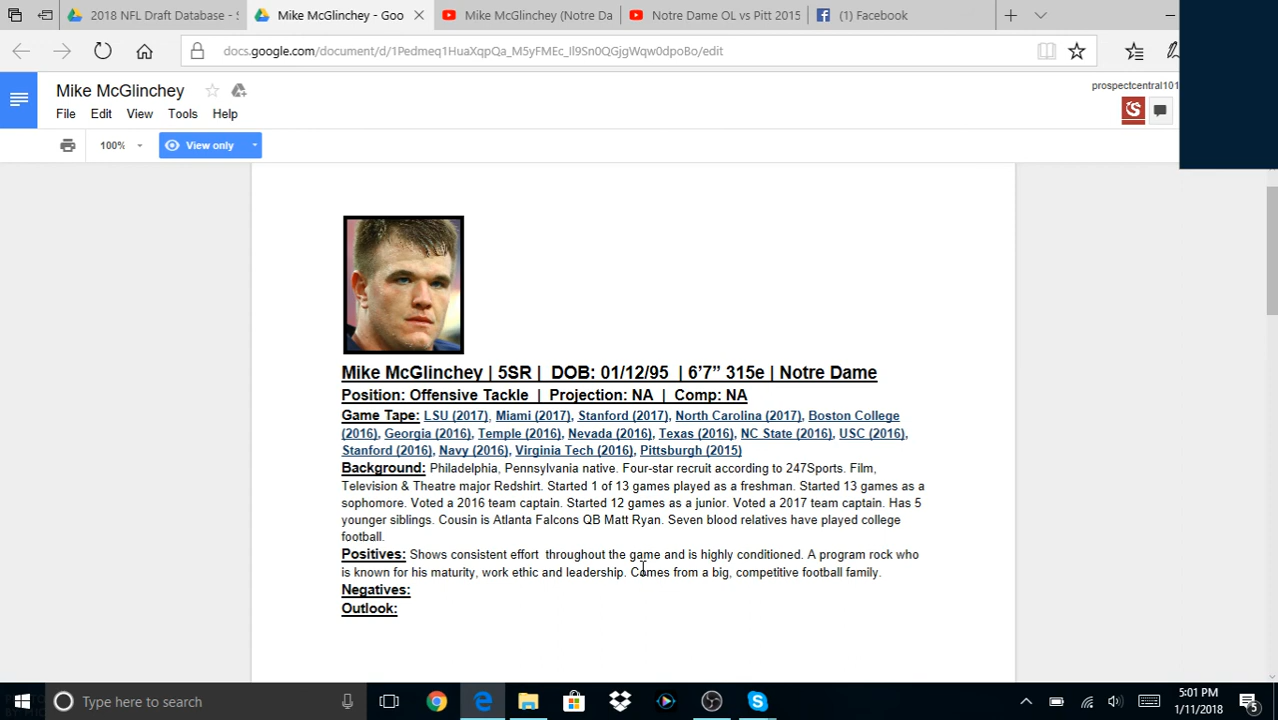 2018 NFL Draft Database - S
Mike McGlinchey - Goo
Mike McGlinchey (Notre Da
Notre Dame OL vs Pitt 2015
(1) Facebook
docs.google.com/document/d/1Pedmeq1HuaXqpQa_M5yFMEc_Il9Sn0QGjgWqw0dpoBo/edit
Mike McGlinchey
prospectcentral101
File Edit View Tools Help
100% View only
Mike McGlinchey | 5SR | DOB: 01/12/95 | 6’7” 315e | Notre Dame
Position: Offensive Tackle | Projection: NA | Comp: NA
Game Tape: LSU (2017), Miami (2017), Stanford (2017), North Carolina (2017), Boston College
(2016), Georgia (2016), Temple (2016), Nevada (2016), Texas (2016), NC State (2016), USC (2016),
Stanford (2016), Navy (2016), Virginia Tech (2016), Pittsburgh (2015)
Background: Philadelphia, Pennsylvania native. Four-star recruit according to 247Sports. Film,
Television & Theatre major Redshirt. Started 1 of 13 games played as a freshman. Started 13 games as a
sophomore. Voted a 2016 team captain. Started 12 games as a junior. Voted a 2017 team captain. Has 5
younger siblings. Cousin is Atlanta Falcons QB Matt Ryan. Seven blood relatives have played college
football.
Positives: Shows consistent effort throughout the game and is highly conditioned. A program rock who
is known for his maturity, work ethic and leadership. Comes from a big, competitive football family.
Negatives:
Outlook:
Type here to search
5:01 PM
1/11/2018
5